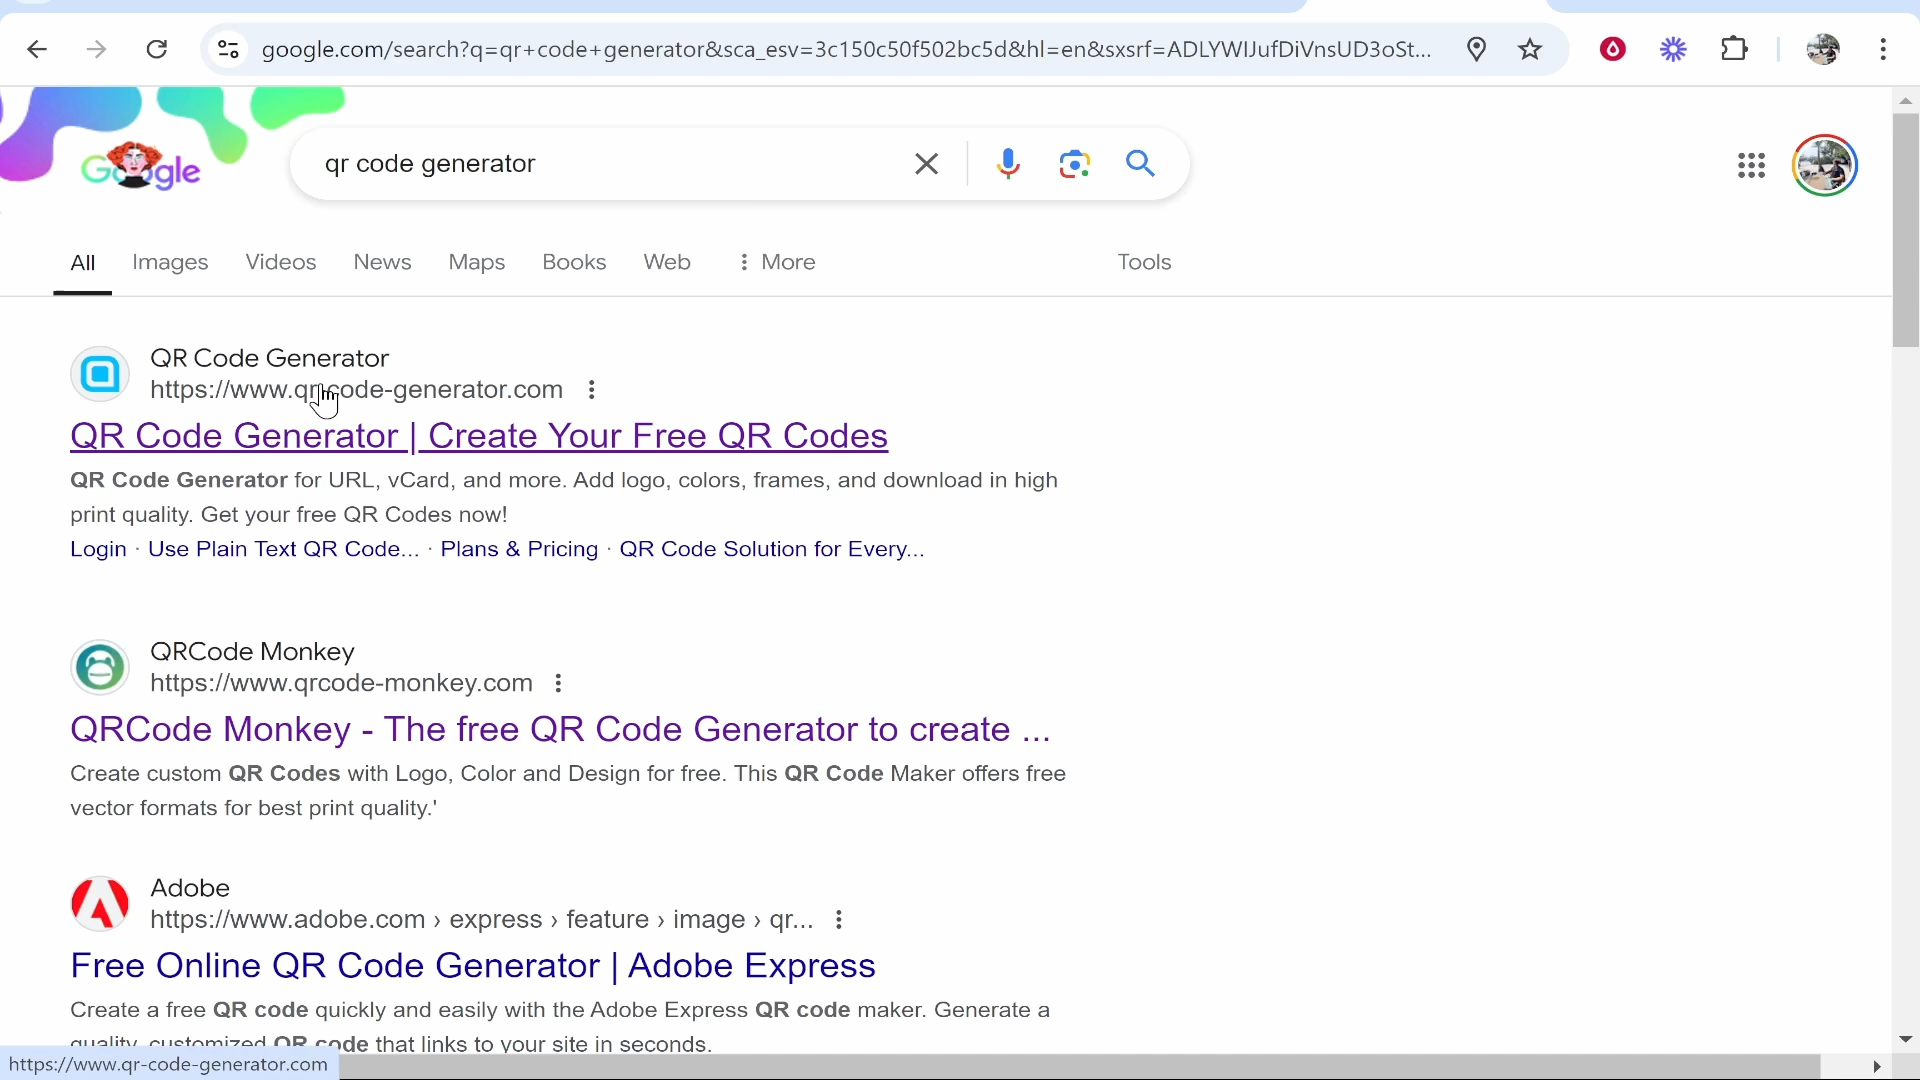 google.com/search?q=qr+code+generator&sca_esv=3c150c50f502bc5d&hl=en&sxsrf=ADLYWIJufDiVnsUD3oSt...
Google
qr code generator
All Images Videos News Maps Books Web More Tools
QR Code Generator
https://www.qr-code-generator.com
QR Code Generator | Create Your Free QR Codes
QR Code Generator for URL, vCard, and more. Add logo, colors, frames, and download in high
print quality. Get your free QR Codes now!
Login · Use Plain Text QR Code... · Plans & Pricing · QR Code Solution for Every...
QRCode Monkey
https://www.qrcode-monkey.com
QRCode Monkey - The free QR Code Generator to create ...
Create custom QR Codes with Logo, Color and Design for free. This QR Code Maker offers free
vector formats for best print quality.'
Adobe
https://www.adobe.com › express › feature › image › qr...
Free Online QR Code Generator | Adobe Express
Create a free QR code quickly and easily with the Adobe Express QR code maker. Generate a
quality, customized QR code that links to your site in seconds.
https://www.qr-code-generator.com